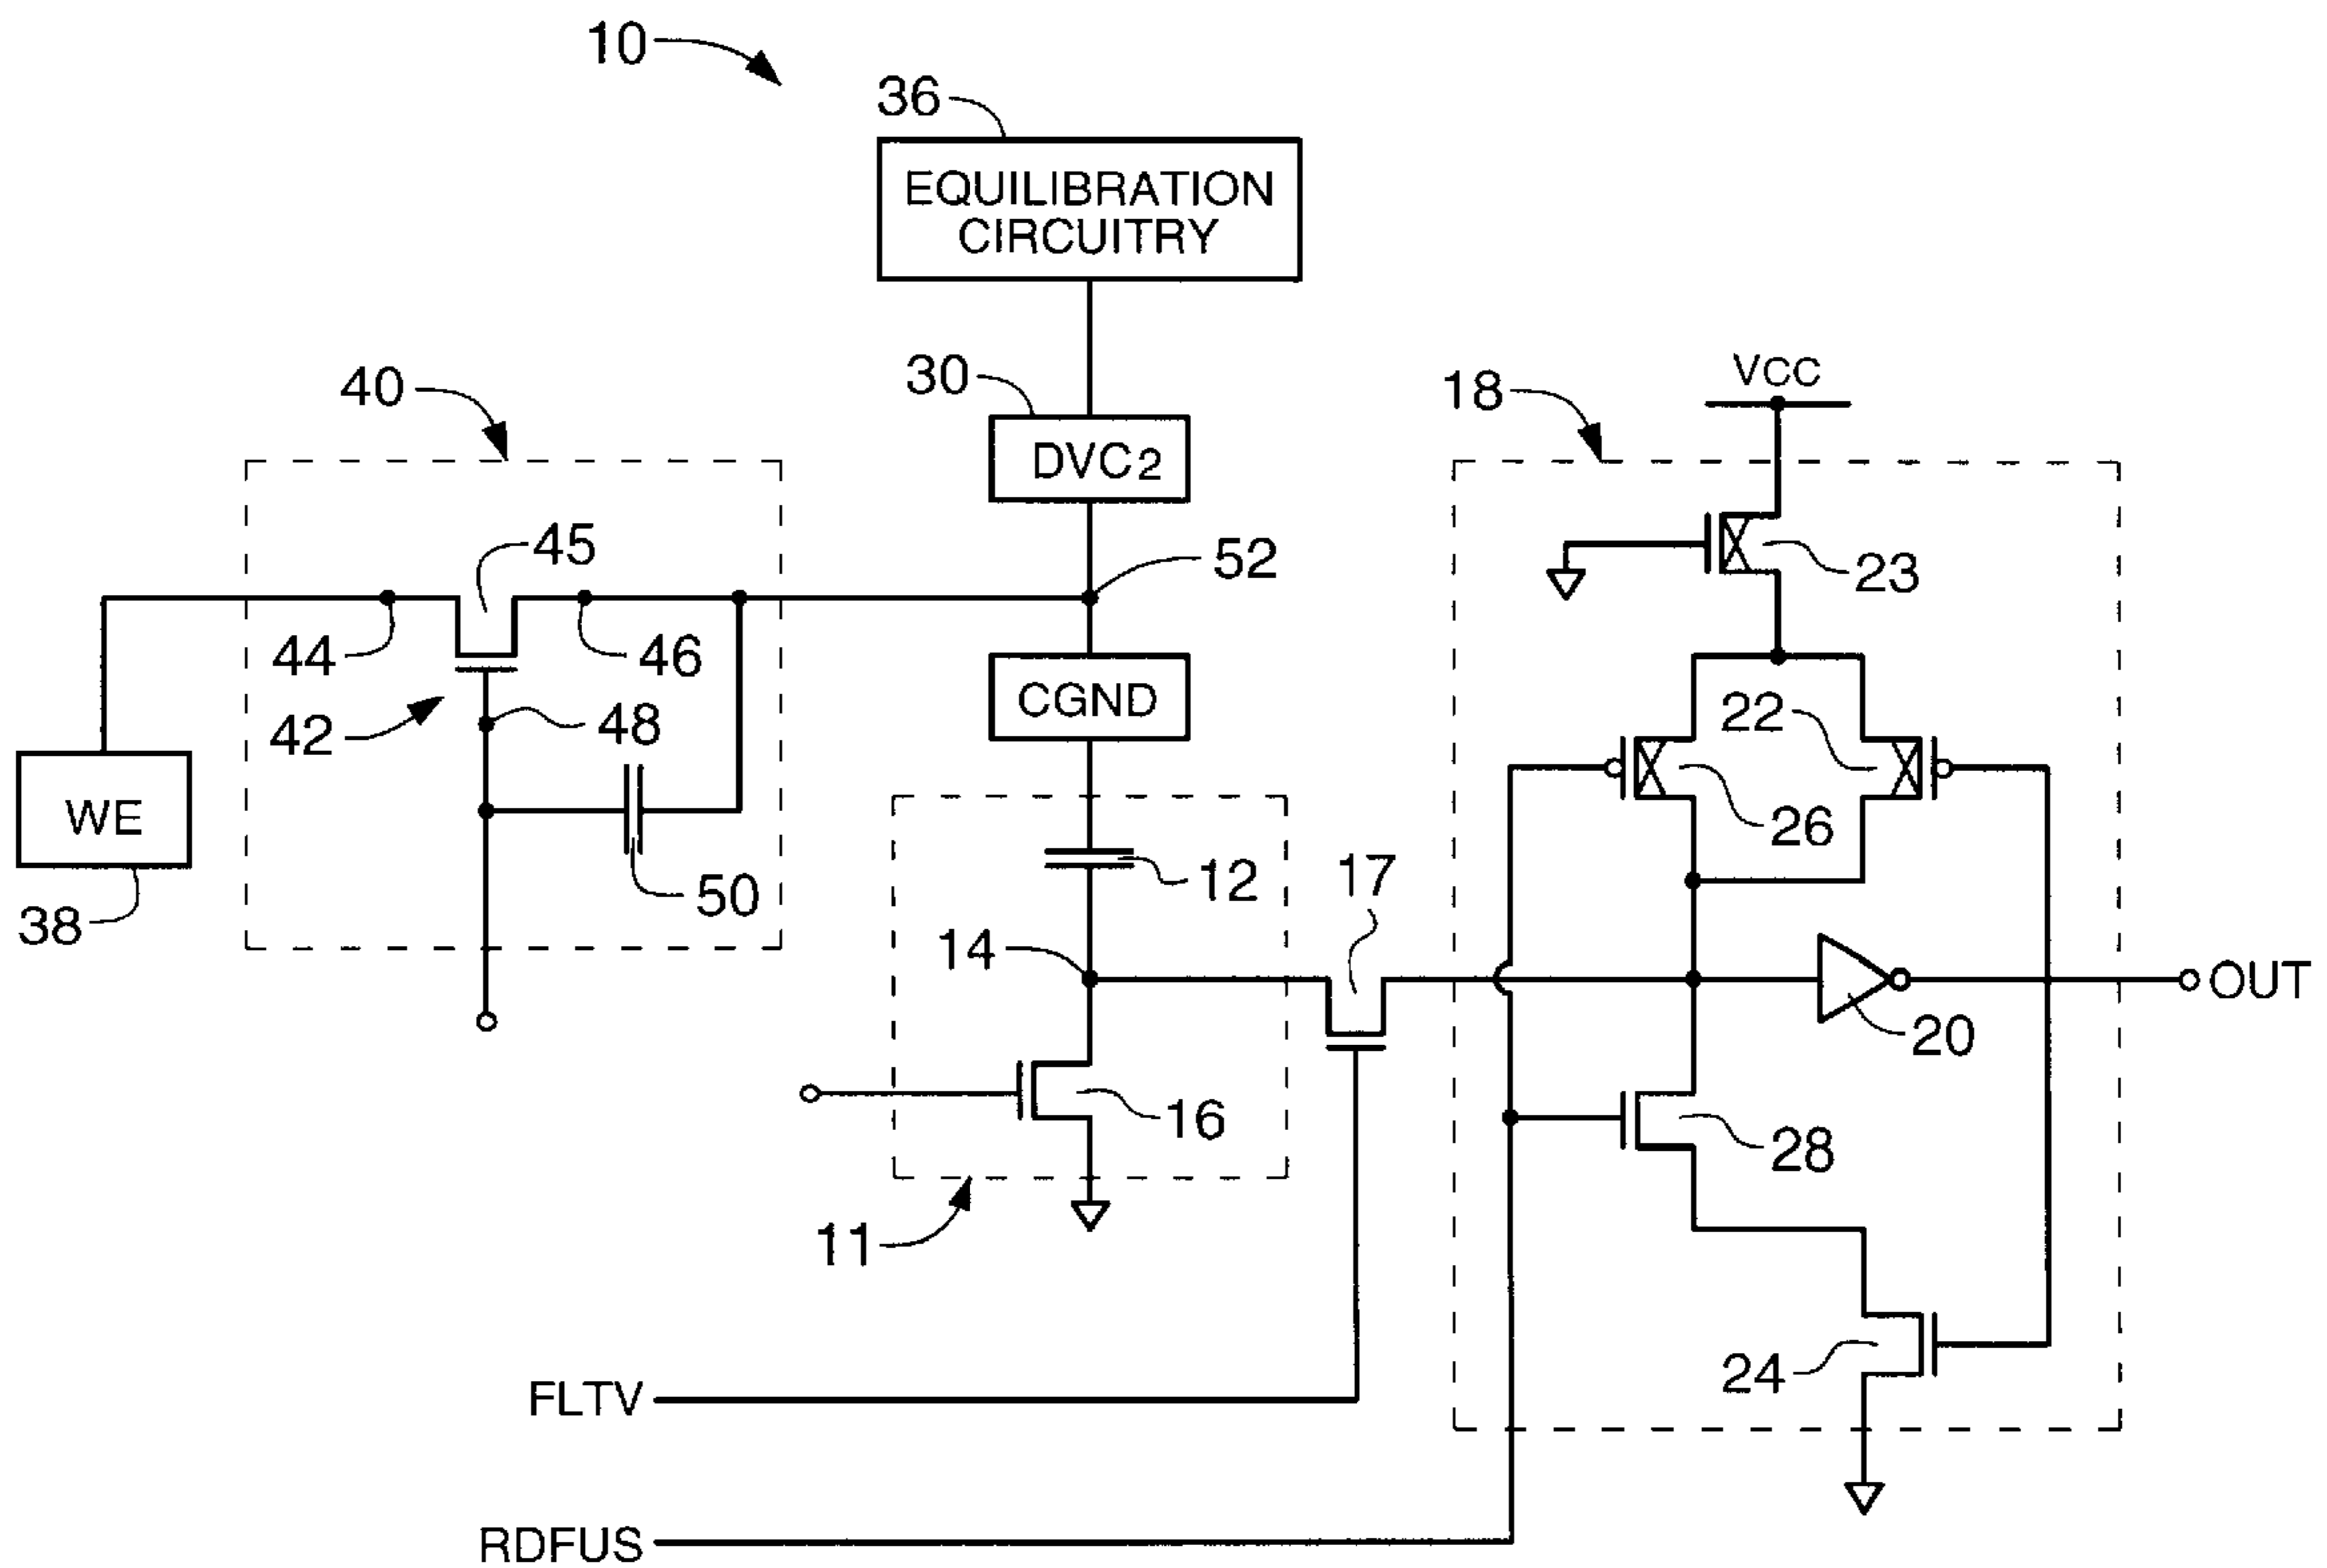 10
36
EQUILIBRATION
CIRCUITRY
30
DVC2
40
18
VCC
45
52
23
44
46
42
48
CGND
22
26
WE
38
50
12
17
14
20
OUT
16
28
11
24
FLTV
RDFUS